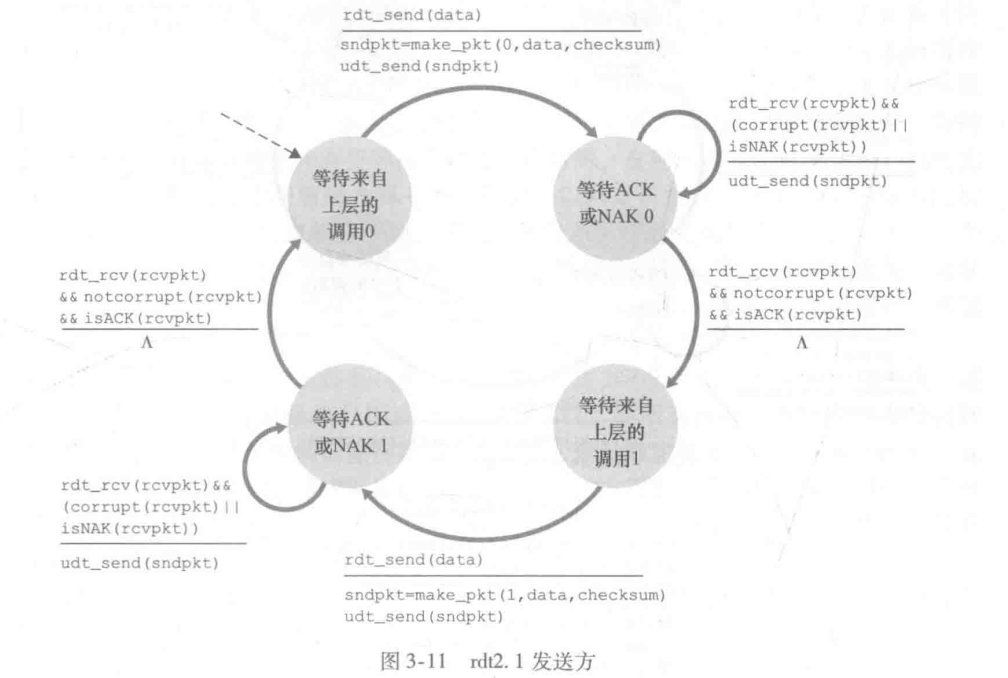 rdt_send(data)
sndpkt=make_pkt(0,data,checksum)
udt_send(sndpkt)
rdt_rcv(rcvpkt)&&
(corrupt(rcvpkt)||
isNAK(rcvpkt))
udt_send(sndpkt)
等待来自
上层的
调用0
等待ACK
或NAK 0
rdt_rcv(rcvpkt)
&& notcorrupt(rcvpkt)
&& isACK(rcvpkt)
Λ
rdt_rcv(rcvpkt)
&& notcorrupt(rcvpkt)
&& isACK(rcvpkt)
Λ
等待ACK
或NAK 1
等待来自
上层的
调用1
rdt_rcv(rcvpkt)&&
(corrupt(rcvpkt)||
isNAK(rcvpkt))
udt_send(sndpkt)
rdt_send(data)
sndpkt=make_pkt(1,data,checksum)
udt_send(sndpkt)
图 3-11 rdt2. 1 发送方